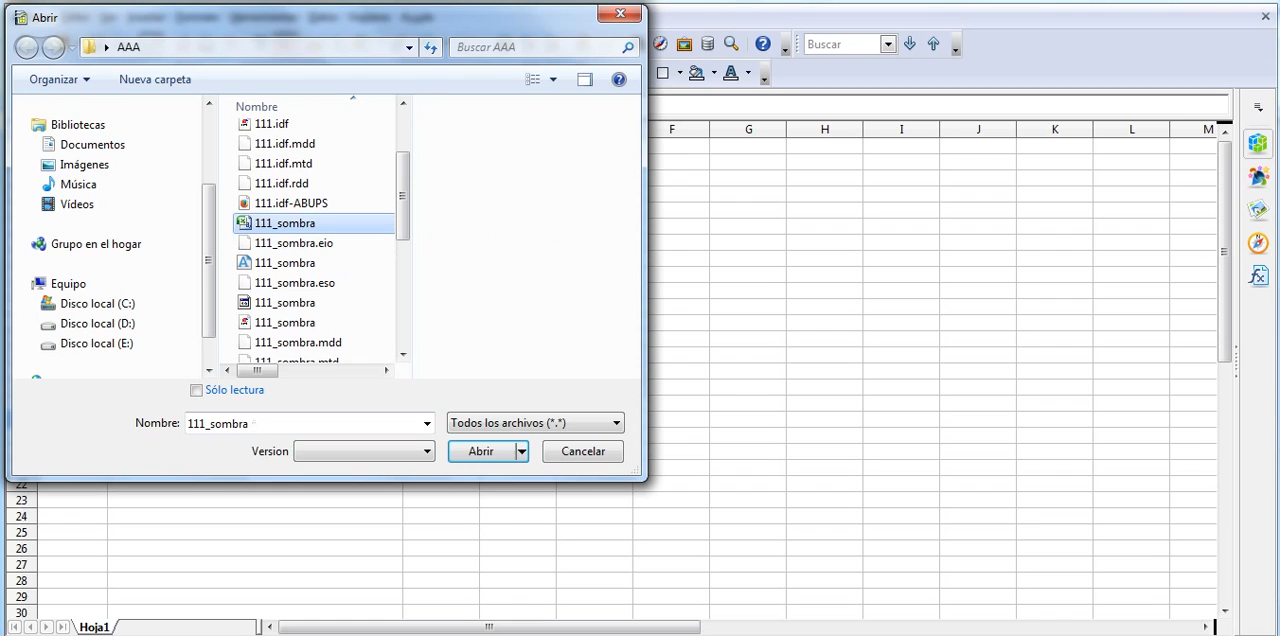 Abrir
AAA
Buscar AAA
Buscar
Organizar
Nueva carpeta
Nombre
Bibliotecas
Documentos
Imágenes
Música
Vídeos
Grupo en el hogar
Equipo
Disco local (C:)
Disco local (D:)
Disco local (E:)
111.idf
111.idf.mdd
111.idf.mtd
111.idf.rdd
111.idf-ABUPS
111_sombra
111_sombra.eio
111_sombra
111_sombra.eso
111_sombra
111_sombra
111_sombra.mdd
111_sombra.mtd
Sólo lectura
Nombre: 111_sombra
Todos los archivos (*.*)
Version
Abrir
Cancelar
F G H I J K L M
22
23
24
25
26
27
28
29
30
Hoja1